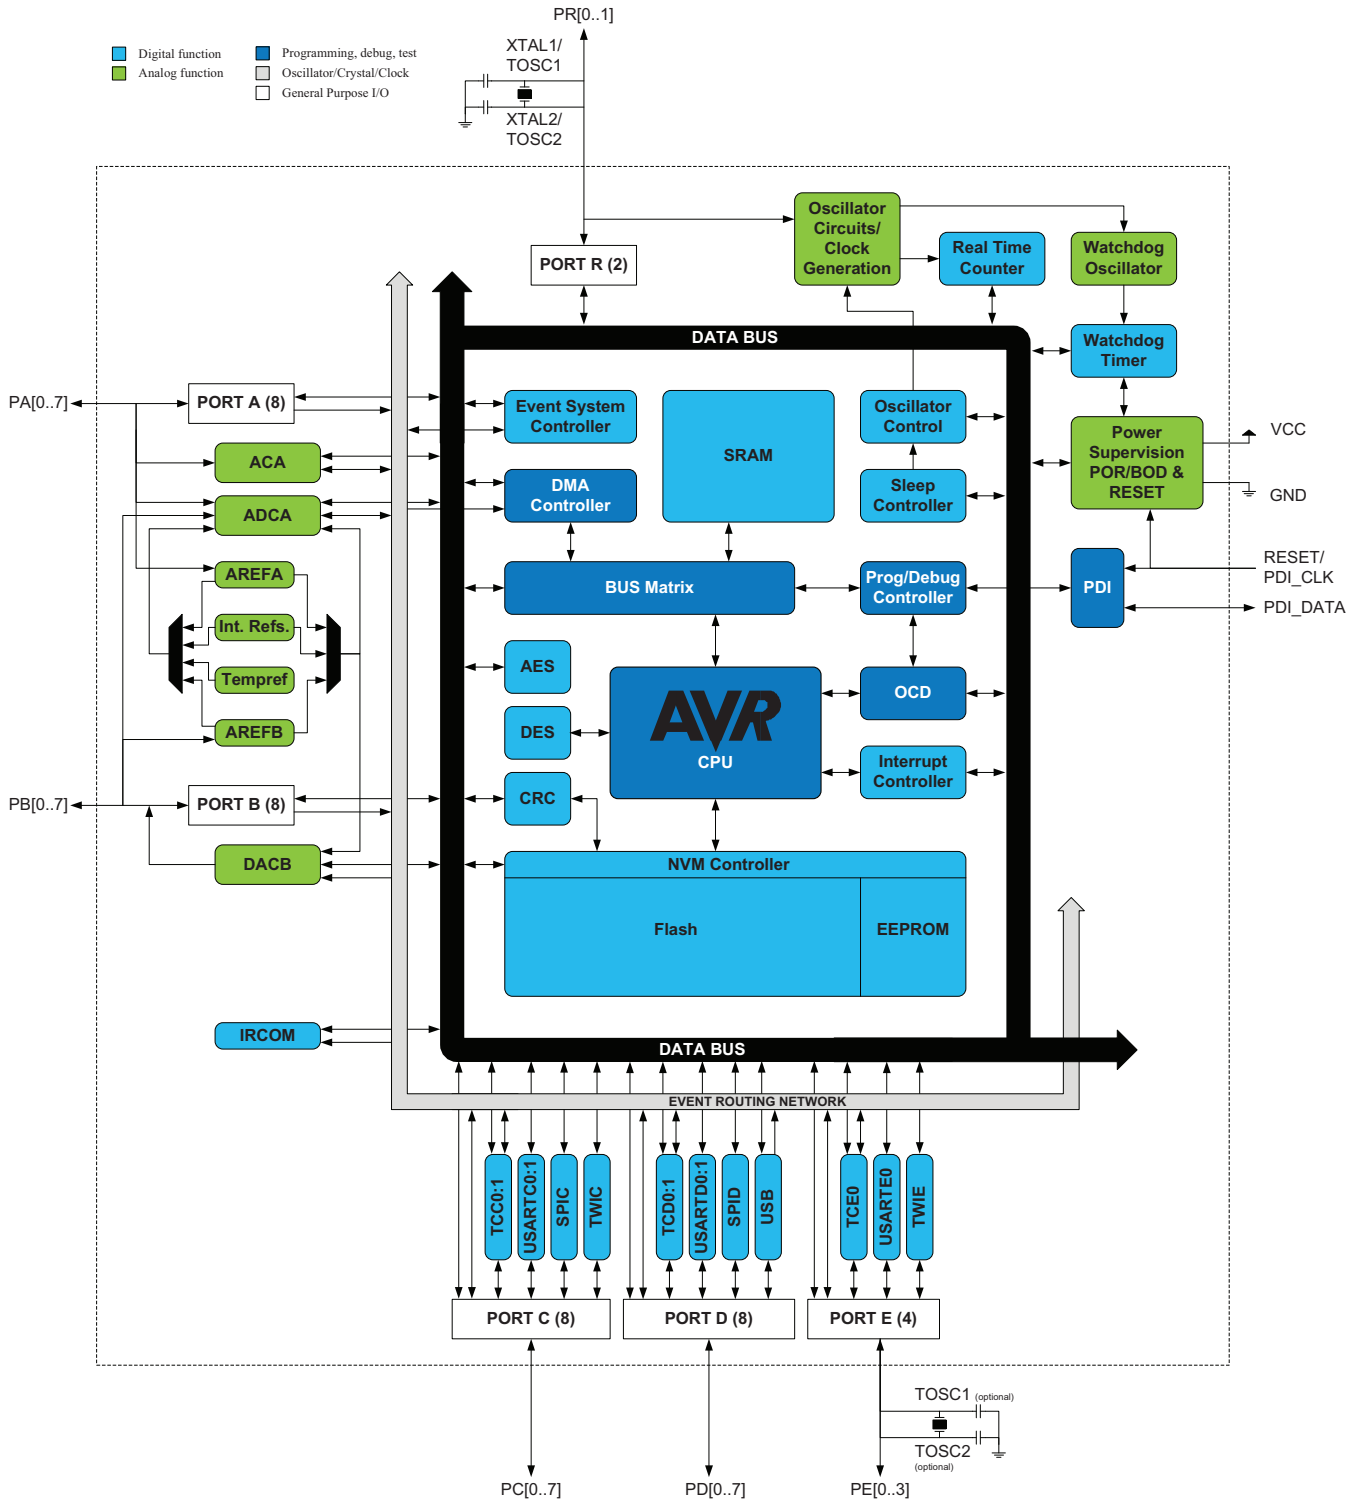 PR[0..1]
Digital function
Analog function
Programming, debug, test
Oscillator/Crystal/Clock
General Purpose I/O
XTAL1/
TOSC1
XTAL2/
TOSC2
Oscillator
Circuits/
Clock
Generation
Real Time
Counter
Watchdog
Oscillator
PORT R (2)
DATA BUS
Watchdog
Timer
PA[0..7]
PORT A (8)
Event System
Controller
SRAM
Oscillator
Control
Power
Supervision
POR/BOD &
RESET
VCC
GND
ACA
DMA
Controller
Sleep
Controller
ADCA
AREFA
BUS Matrix
Prog/Debug
Controller
PDI
RESET/
PDI_CLK
PDI_DATA
Int. Refs.
Tempref
AREFB
AES
DES
CRC
AVR
CPU
OCD
Interrupt
Controller
PB[0..7]
PORT B (8)
DACB
NVM Controller
Flash
EEPROM
IRCOM
DATA BUS
EVENT ROUTING NETWORK
TCC0:1
USARTC0:1
SPIC
TWIC
TCD0:1
USARTD0:1
SPID
USB
TCE0
USARTE0
TWIE
PORT C (8)
PORT D (8)
PORT E (4)
TOSC1 (optional)
TOSC2
(optional)
PC[0..7]
PD[0..7]
PE[0..3]